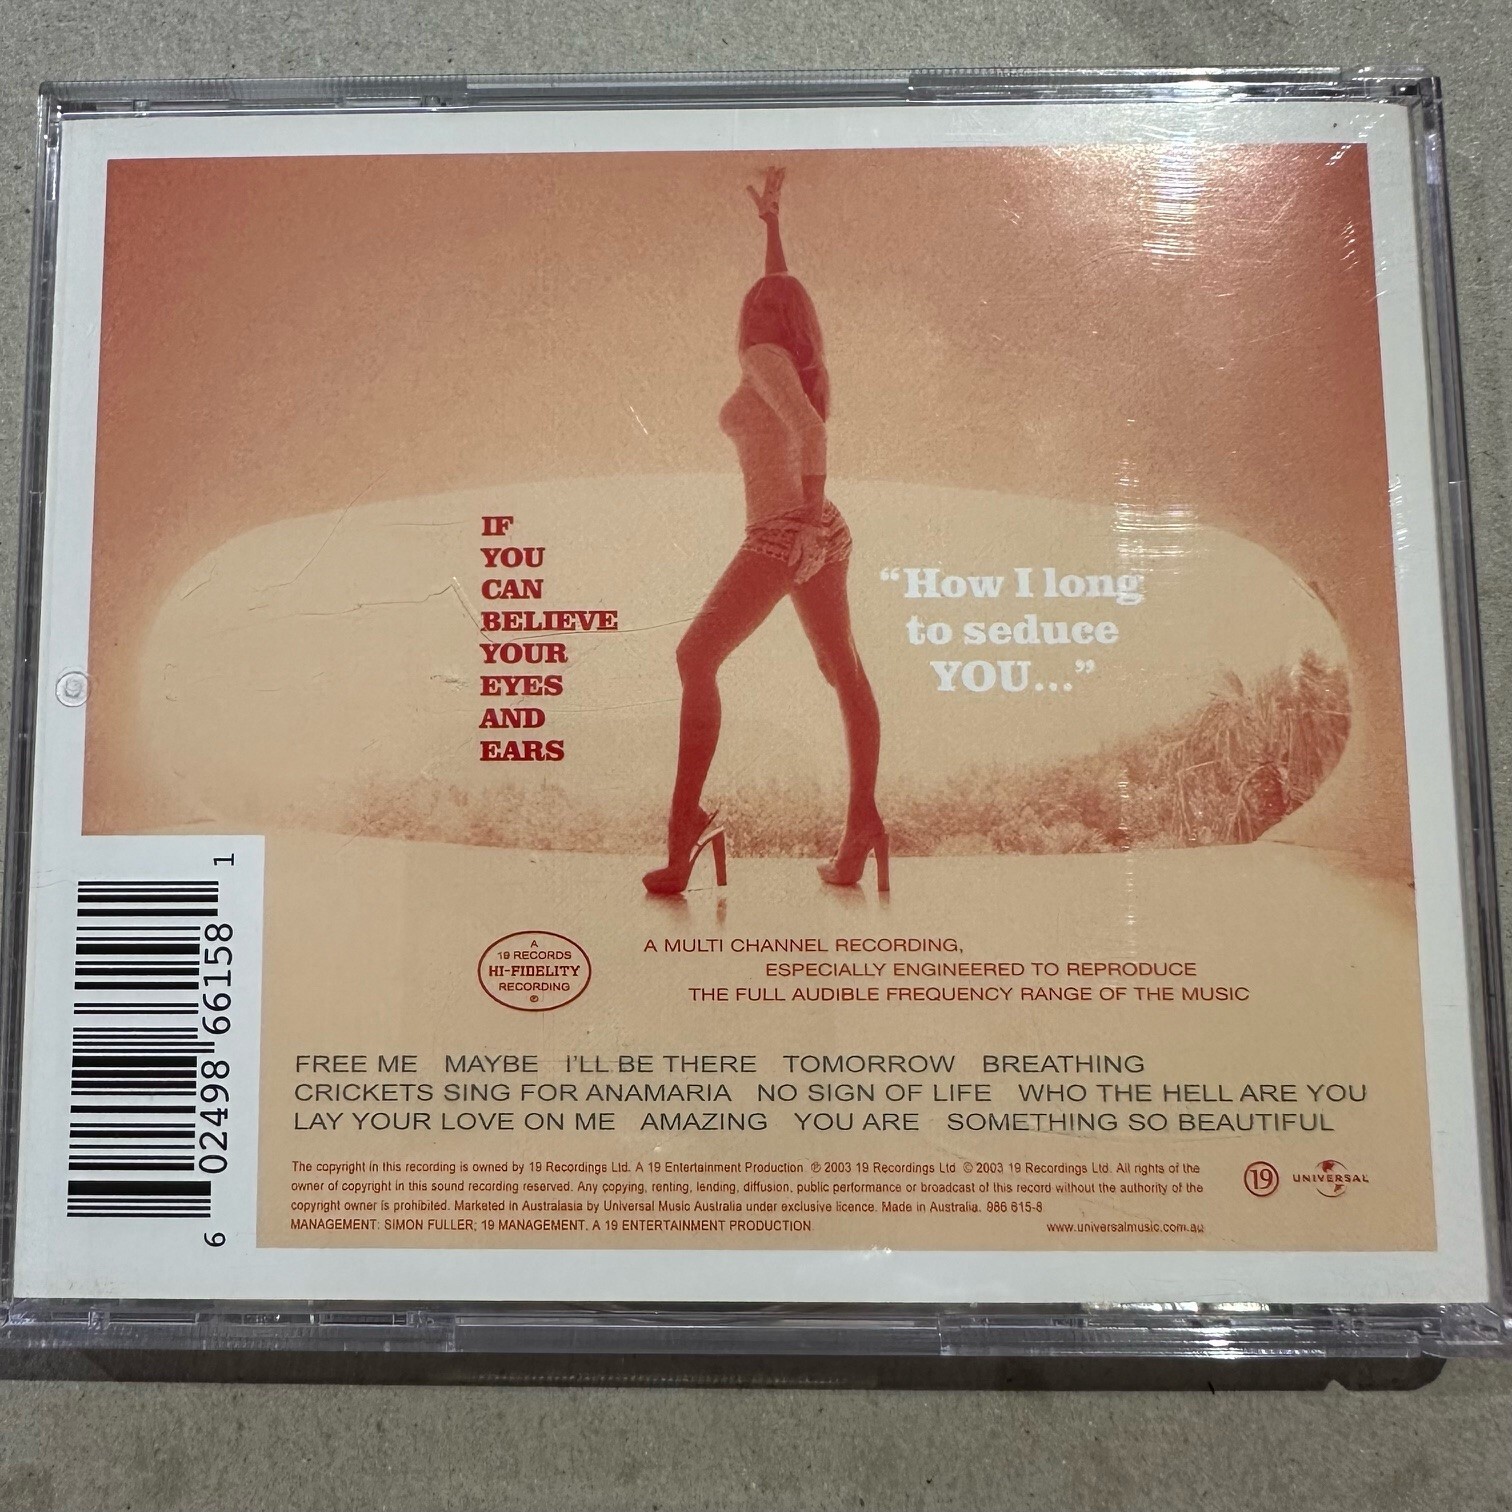 IF
YOU
CAN
BELIEVE
YOUR
EYES
AND
EARS
“How I long
to seduce
YOU...”
A
19 RECORDS
HI-FIDELITY
RECORDING
℗
A MULTI CHANNEL RECORDING,
ESPECIALLY ENGINEERED TO REPRODUCE
THE FULL AUDIBLE FREQUENCY RANGE OF THE MUSIC
FREE ME MAYBE I'LL BE THERE TOMORROW BREATHING
CRICKETS SING FOR ANAMARIA NO SIGN OF LIFE WHO THE HELL ARE YOU
LAY YOUR LOVE ON ME AMAZING YOU ARE SOMETHING SO BEAUTIFUL
The copyright in this recording is owned by 19 Recordings Ltd. A 19 Entertainment Production ℗ 2003 19 Recordings Ltd © 2003 19 Recordings Ltd. All rights of the
owner of copyright in this sound recording reserved. Any copying, renting, lending, diffusion, public performance or broadcast of this record without the authority of the
copyright owner is prohibited. Marketed in Australasia by Universal Music Australia under exclusive licence. Made in Australia. 986 615-8
MANAGEMENT: SIMON FULLER; 19 MANAGEMENT. A 19 ENTERTAINMENT PRODUCTION
www.universalmusic.com.au
19
UNIVERSAL
6 02498 66158 1